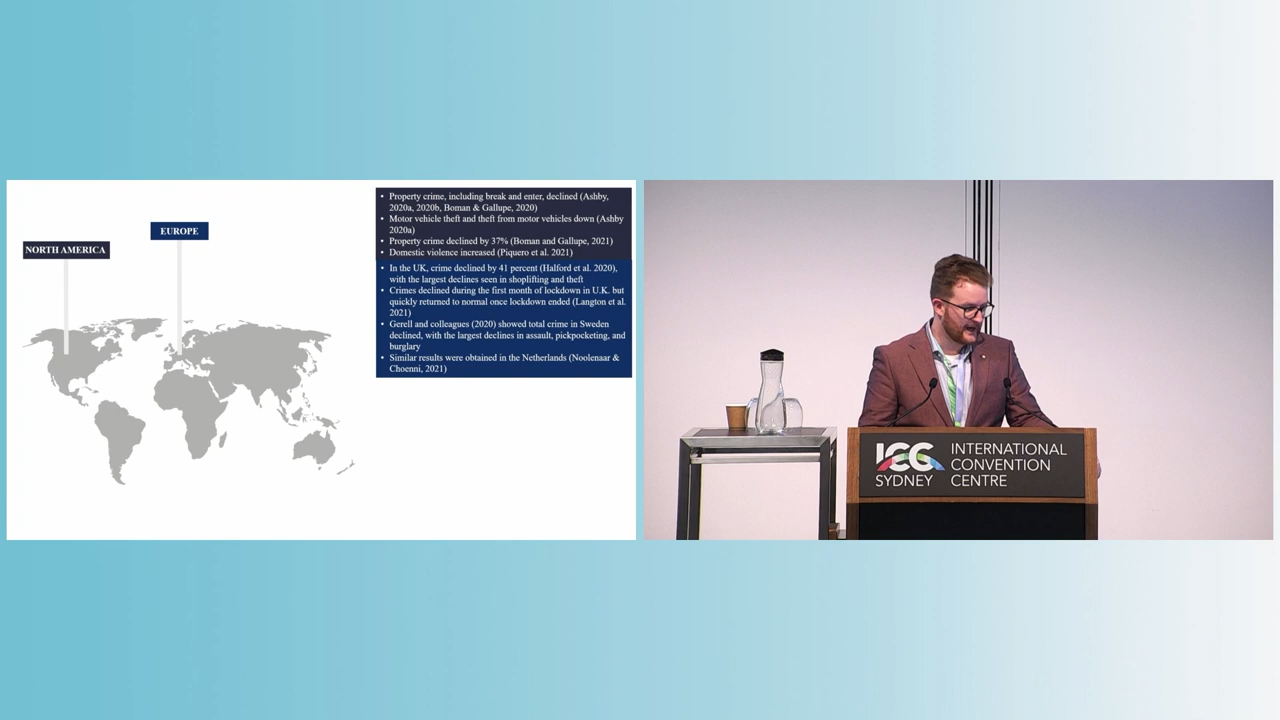 NORTH AMERICA
EUROPE
• Property crime, including break and enter, declined (Ashby,
2020a, 2020b, Boman & Gallupe, 2020)
• Motor vehicle theft and theft from motor vehicles down (Ashby
2020a)
• Property crime declined by 37% (Boman and Gallupe, 2021)
• Domestic violence increased (Piquero et al. 2021)
• In the UK, crime declined by 41 percent (Halford et al. 2020),
with the largest declines seen in shoplifting and theft
• Crimes declined during the first month of lockdown in U.K. but
quickly returned to normal once lockdown ended (Langton et al.
2021)
• Gerell and colleagues (2020) showed total crime in Sweden
declined, with the largest declines in assault, pickpocketing, and
burglary
• Similar results were obtained in the Netherlands (Noolenaar &
Choenni, 2021)
ICC
SYDNEY
INTERNATIONAL
CONVENTION
CENTRE